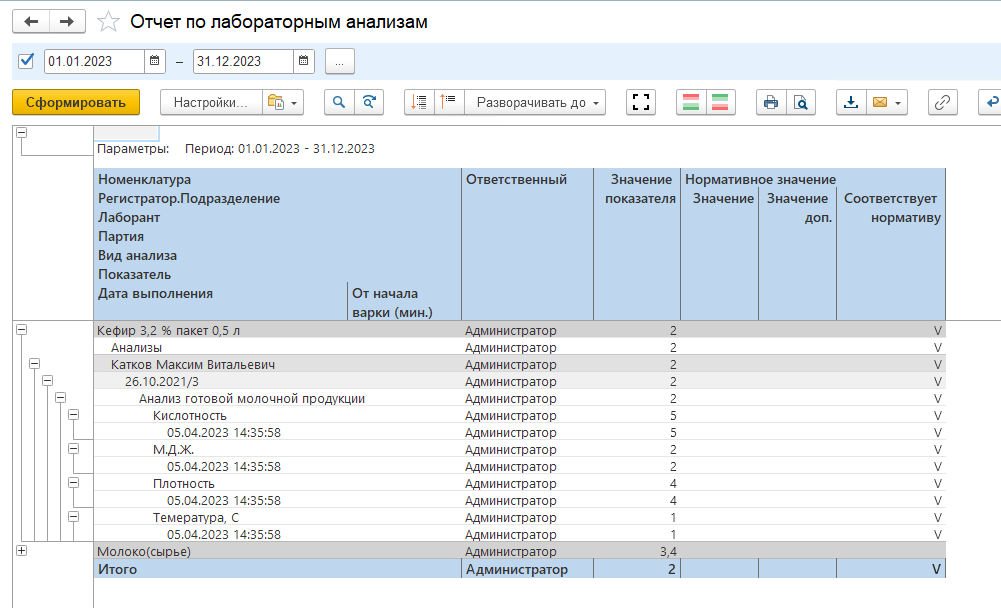 Отчет по лабораторным анализам
01.01.2023 – 31.12.2023 ...
Сформировать Настройки... Разворачивать до
Параметры: Период: 01.01.2023 - 31.12.2023
Номенклатура Ответственный Значение показателя Нормативное значение
Регистратор.Подразделение Значение Значение доп. Соответствует нормативу
Лаборант
Партия
Вид анализа
Показатель
Дата выполнения От начала варки (мин.)
Кефир 3,2 % пакет 0,5 л Администратор 2 V
Анализы Администратор 2 V
Катков Максим Витальевич Администратор 2 V
26.10.2021/3 Администратор 2 V
Анализ готовой молочной продукции Администратор 2 V
Кислотность Администратор 5 V
05.04.2023 14:35:58 Администратор 5 V
М.Д.Ж. Администратор 2 V
05.04.2023 14:35:58 Администратор 2 V
Плотность Администратор 4 V
05.04.2023 14:35:58 Администратор 4 V
Темература, С Администратор 1 V
05.04.2023 14:35:58 Администратор 1 V
Молоко(сырье) Администратор 3,4
Итого Администратор 2 V